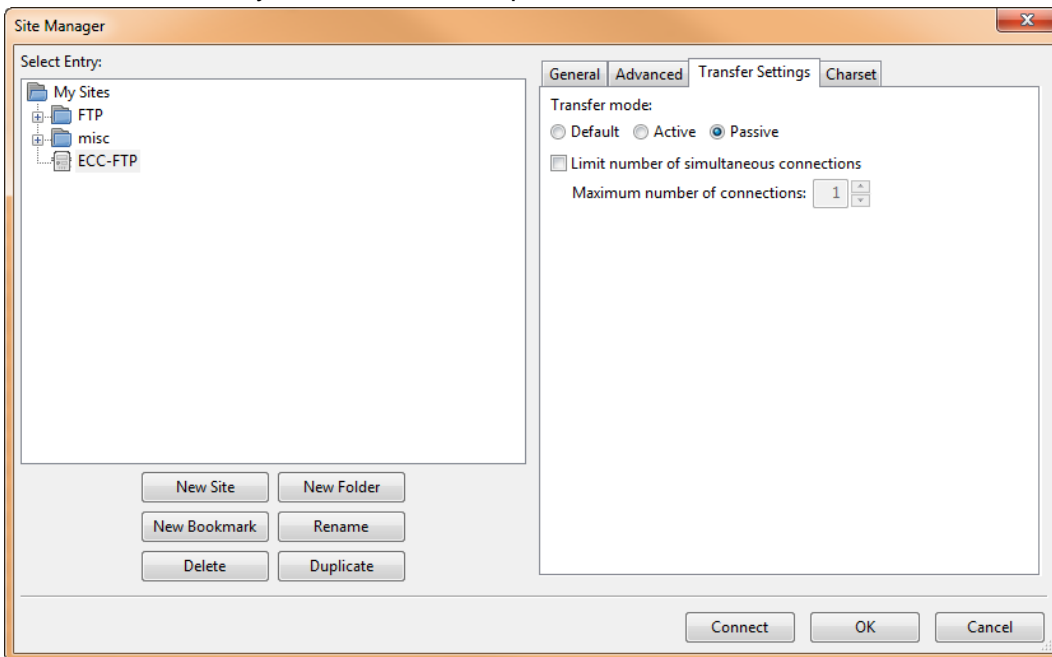 Site Manager
Select Entry:
My Sites
FTP
misc
ECC-FTP
New Site New Folder
New Bookmark Rename
Delete Duplicate
General Advanced Transfer Settings Charset
Transfer mode:
Default Active Passive
Limit number of simultaneous connections
Maximum number of connections: 1
Connect OK Cancel